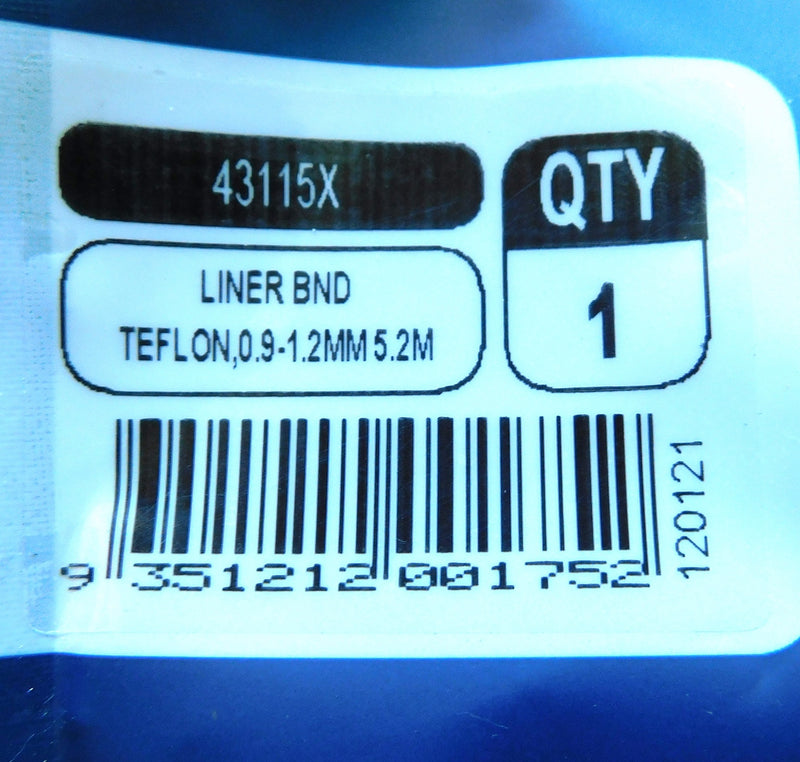 43115X
QTY
1
LINER BND
TEFLON,0.9-1.2MM 5.2M
9 351212 001752
120121